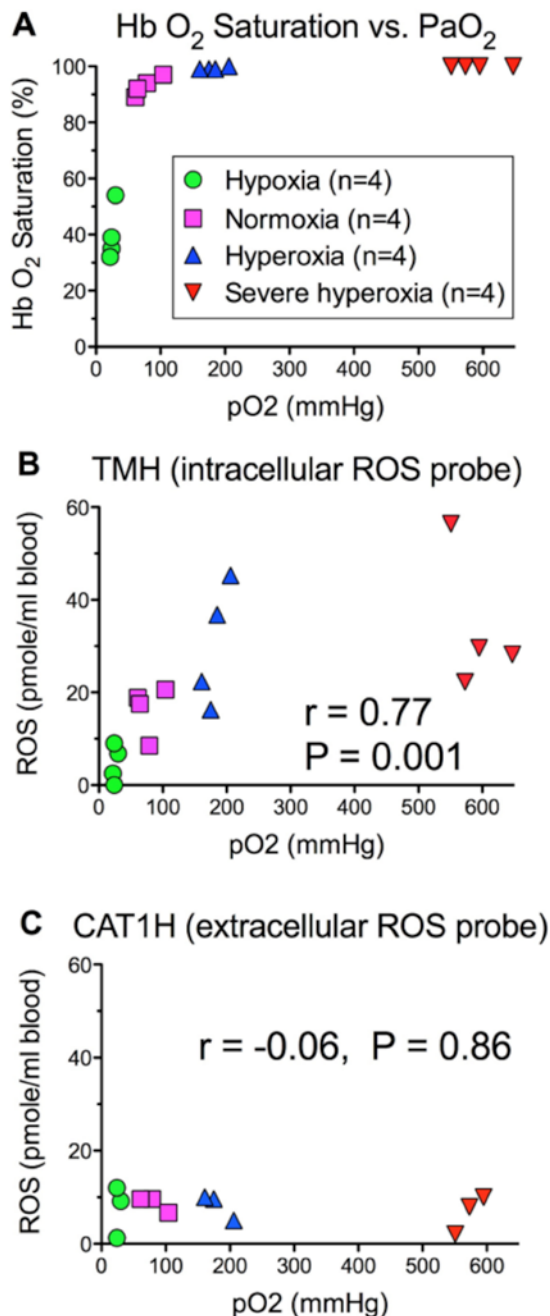 A Hb O₂ Saturation vs. PaO₂
Hb O₂ Saturation (%)
100
80
60
40
20
0
Hypoxia (n=4)
Normoxia (n=4)
Hyperoxia (n=4)
Severe hyperoxia (n=4)
0 100 200 300 400 500 600
pO2 (mmHg)
B TMH (intracellular ROS probe)
ROS (pmole/ml blood)
60
40
20
0
r = 0.77
P = 0.001
0 100 200 300 400 500 600
pO2 (mmHg)
C CAT1H (extracellular ROS probe)
ROS (pmole/ml blood)
60
40
20
0
r = -0.06, P = 0.86
0 100 200 300 400 500 600
pO2 (mmHg)